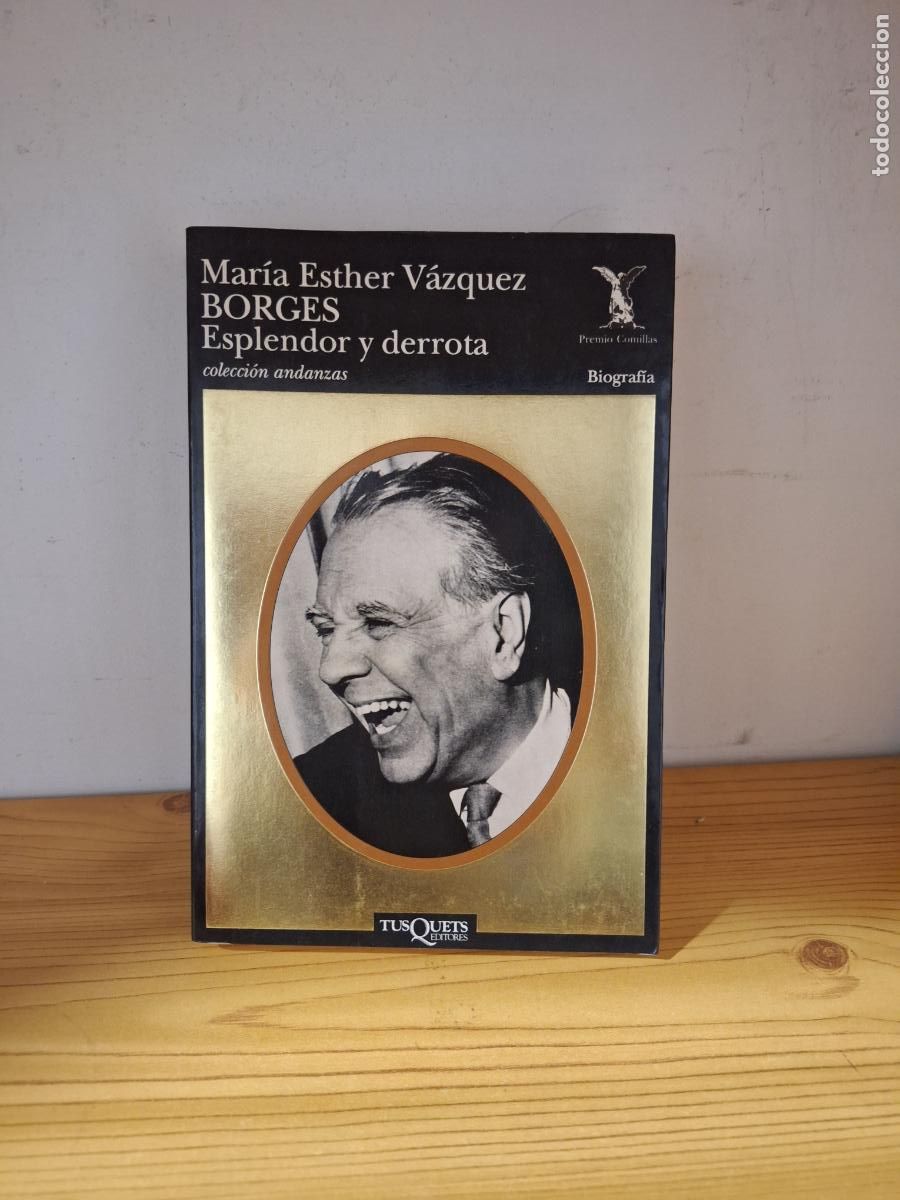 María Esther Vázquez
BORGES
Esplendor y derrota
colección andanzas
Premio Comillas
Biografía
TUSQUETS
EDITORES
todocoleccion